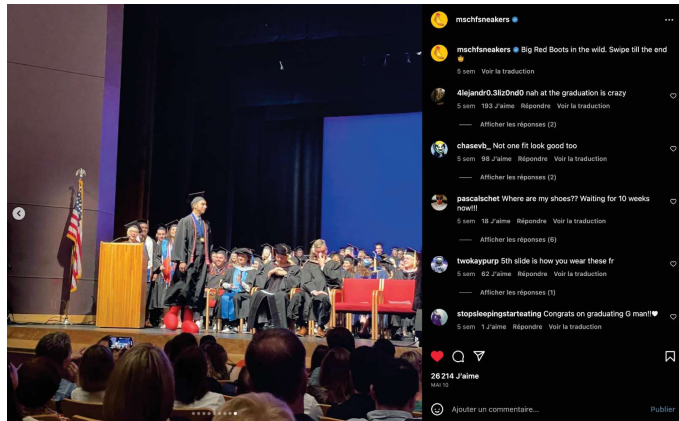 mschfsneakers
mschfsneakers Big Red Boots in the wild. Swipe till the end
5 sem Voir la traduction
4lejandr0.3liz0nd0 nah at the graduation is crazy
5 sem 193 J'aime Répondre Voir la traduction
Afficher les réponses (2)
chasevb_ Not one fit look good too
5 sem 98 J'aime Répondre Voir la traduction
Afficher les réponses (2)
pascalschet Where are my shoes?? Waiting for 10 weeks
now!!!
5 sem 18 J'aime Répondre Voir la traduction
Afficher les réponses (6)
twokaypurp 5th slide is how you wear these fr
5 sem 62 J'aime Répondre Voir la traduction
Afficher les réponses (1)
stopsleepingstarteating Congrats on graduating G man!!
5 sem 1 J'aime Répondre Voir la traduction
26 214 J'aime
MAI 10
Ajouter un commentaire...
Publier